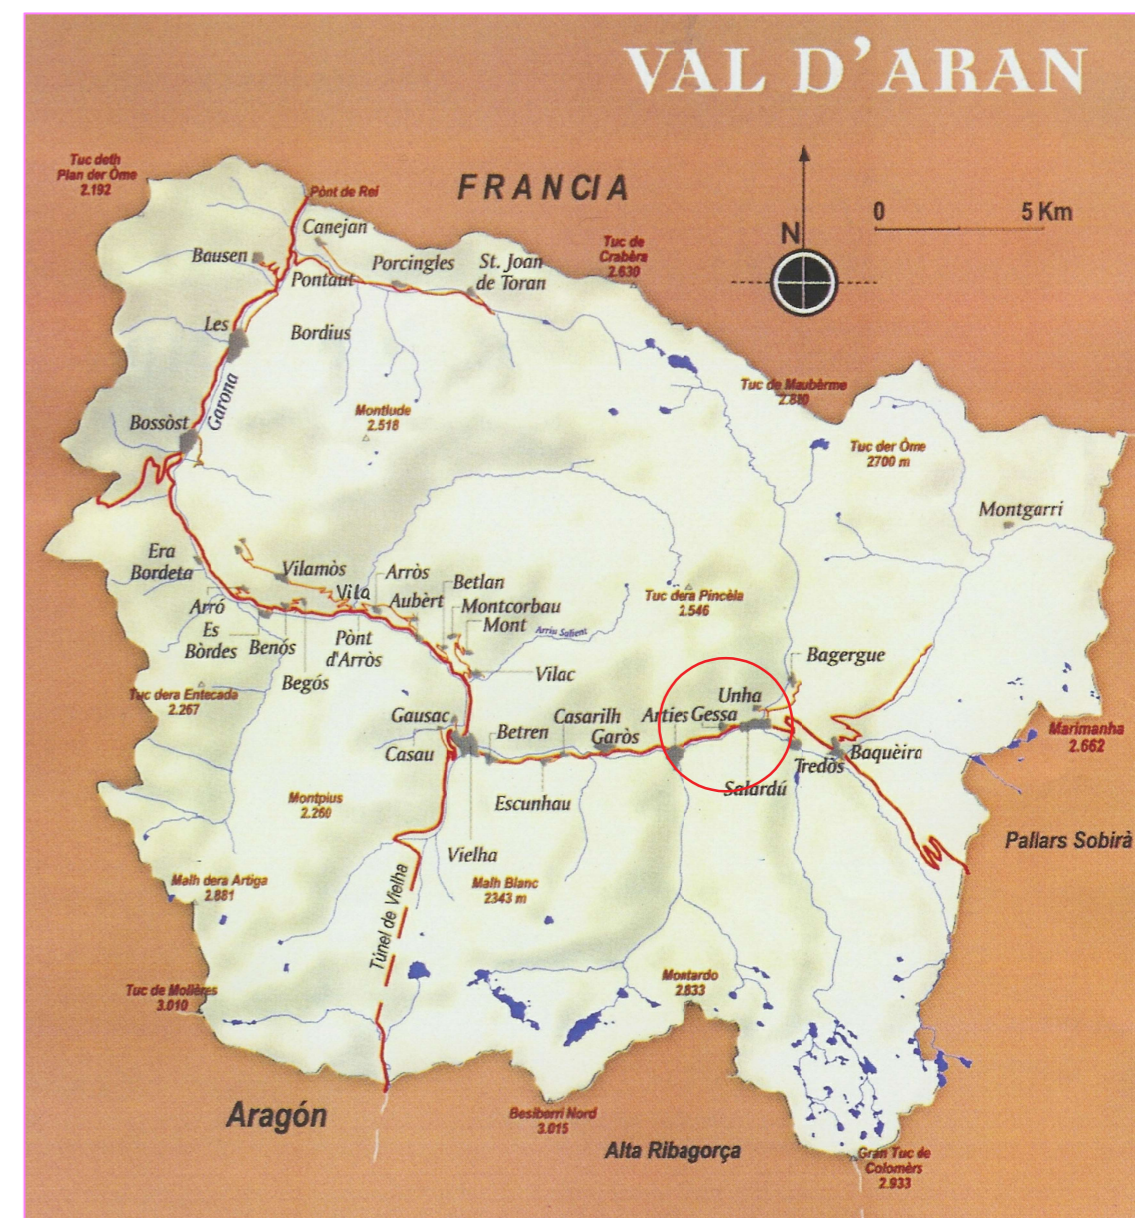 VAL D'ARAN
Tuc deth
Plan der Òme
2.192
Pònt de Rei
FRANCIA
0 5 Km
N
Canejan
Bausen
Pontaut
Porcingles
St. Joan
de Toran
Tuc de
Crabèra
2.630
Les
Bordius
Garona
Tuc de Maubèrme
2.880
Montlude
2.518
Bossòst
Tuc der Òme
2700 m
Montgarri
Era
Bordeta
Vilamòs
Arròs
Betlan
Vila
Aubèrt
Montcorbau
Mont
Tuc dera Pincèla
2.546
Arró
Es
Bòrdes
Benós
Begós
Pònt
d'Arròs
Arriu Salient
Vilac
Bagergue
Tuc dera Entecada
2.267
Unha
Gausac
Casarilh
Arties
Gessa
Betren
Garòs
Marimanha
2.662
Casau
Tredòs
Baquèira
Salardú
Escunhau
Montpius
2.260
Pallars Sobirà
Vielha
Malh dera Artiga
2.881
Malh Blanc
2343 m
Túnel de Vielha
Tuc de Molières
3.010
Montardo
2.833
Aragón
Besiberri Nord
3.015
Alta Ribagorça
Gran Tuc de
Colomèrs
2.933